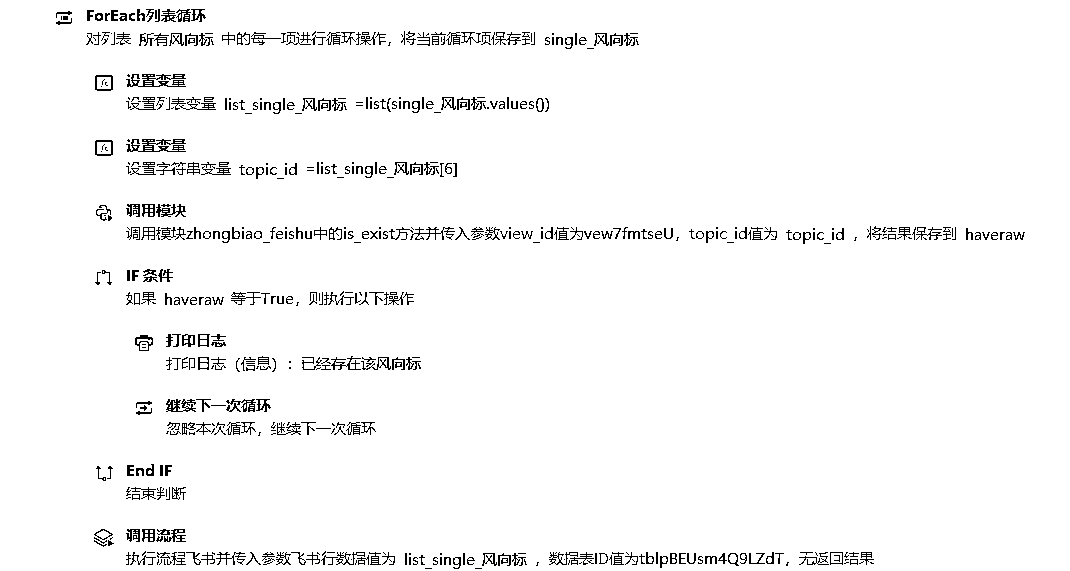 ForEach列表循环
对列表 所有风向标 中的每一项进行循环操作，将当前循环项保存到 single_风向标
设置变量
设置列表变量 list_single_风向标 =list(single_风向标.values())
设置变量
设置字符串变量 topic_id =list_single_风向标[6]
调用模块
调用模块zhongbiao_feishu中的is_exist方法并传入参数view_id值为vew7fmtseU，topic_id值为 topic_id ，将结果保存到 haveraw
IF 条件
如果 haveraw 等于True，则执行以下操作
打印日志
打印日志（信息）：已经存在该风向标
继续下一次循环
忽略本次循环，继续下一次循环
End IF
结束判断
调用流程
执行流程飞书并传入参数飞书行数据值为 list_single_风向标 ，数据表ID值为tblpBEUsm4Q9LZdT，无返回结果